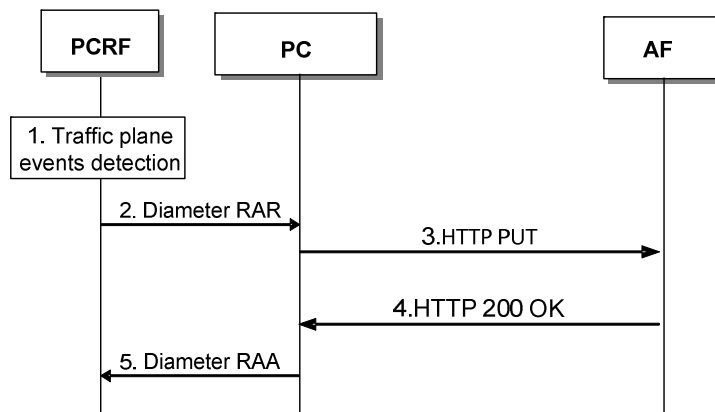 PCRF
PC
AF
1. Traffic plane
events detection
2. Diameter RAR
3.HTTP PUT
4.HTTP 200 OK
5. Diameter RAA